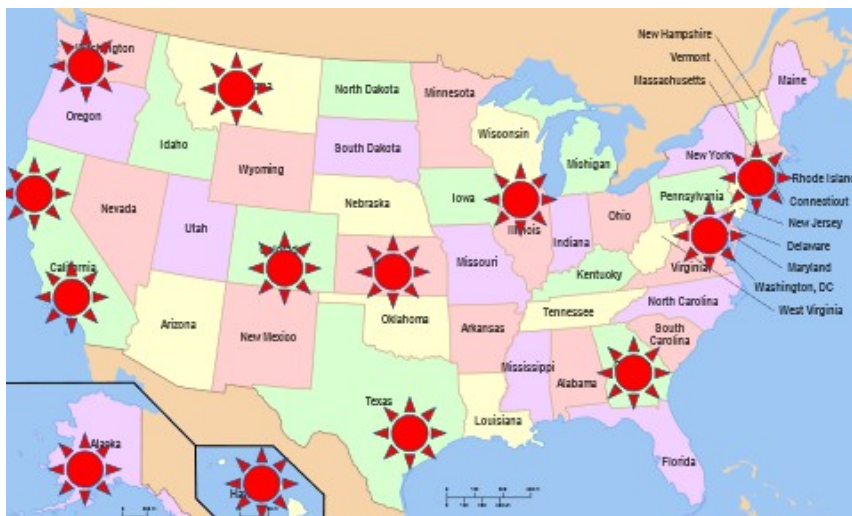 New Hampshire
Vermont
Massachusetts
Maine
North Dakota
Minnesota
Oregon
Idaho
Wisconsin
South Dakota
Michigan
New York
Wyoming
Rhode Island
Iowa
Pennsylvania
Connecticut
Nebraska
Nevada
Ohio
New Jersey
Utah
Illinois
Indiana
Delaware
Missouri
California
Maryland
Virginia
Kentucky
Washington, DC
North Carolina
West Virginia
Tennessee
Arizona
Oklahoma
New Mexico
Arkansas
South
Carolina
Mississippi
Alabama
Texas
Louisiana
Alaska
Florida